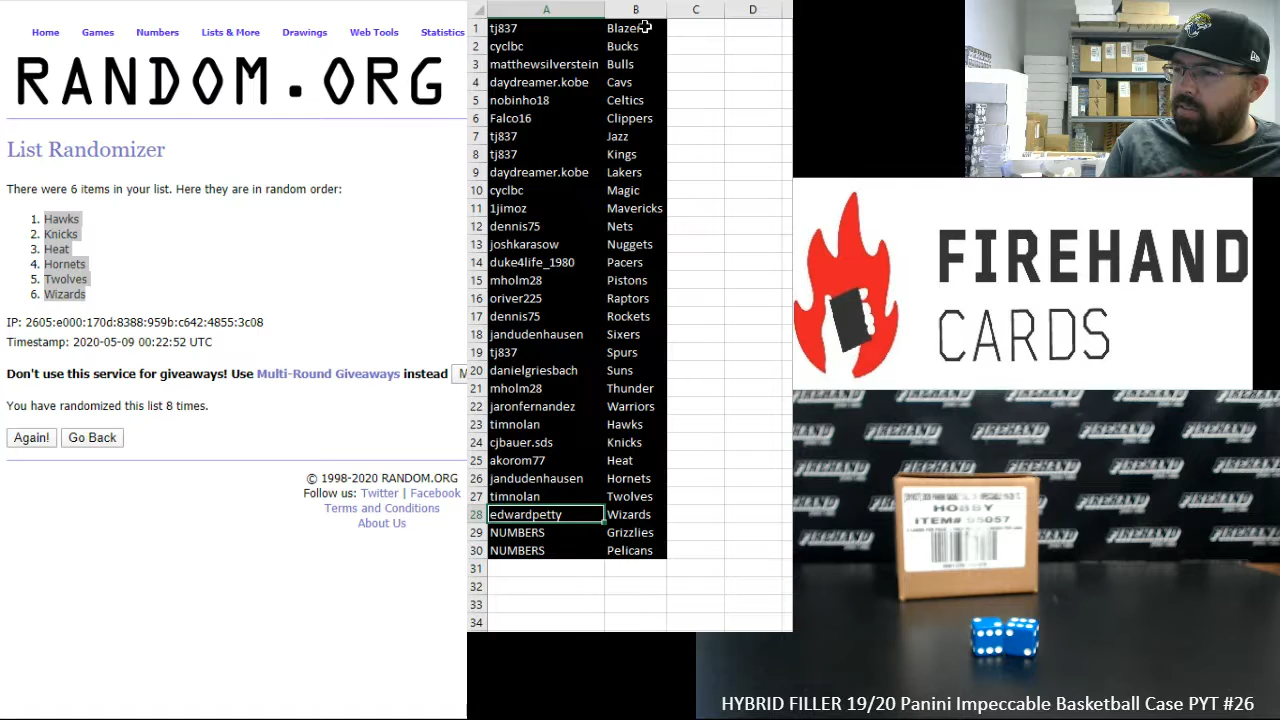 Home Games Numbers Lists & More Drawings Web Tools Statistics
RANDOM.ORG
List Randomizer
There were 6 items in your list. Here they are in random order:
1. Hawks
2. Knicks
3. Heat
4. Hornets
5. Twolves
6. Wizards
IP: 2605:e000:170d:8388:959b:c642:4855:3c08
Timestamp: 2020-05-09 00:22:52 UTC
Don't use this service for giveaways! Use Multi-Round Giveaways instead
You have randomized this list 8 times.
Again! Go Back
© 1998-2020 RANDOM.ORG
Follow us: Twitter | Facebook
Terms and Conditions
About Us
A B C D
1 tj837
2 cyclbc Bucks
3 matthewsilverstein Bulls
4 daydreamer.kobe Cavs
5 nobinho18 Celtics
6 Falco16 Clippers
7 tj837 Jazz
8 tj837 Kings
9 daydreamer.kobe Lakers
10 cyclbc Magic
11 1jimoz Mavericks
12 dennis75 Nets
13 joshkarasow Nuggets
14 duke4life_1980 Pacers
15 mholm28 Pistons
16 oriver225 Raptors
17 dennis75 Rockets
18 jandudenhausen Sixers
19 tj837 Spurs
20 danielgriesbach Suns
21 mholm28 Thunder
22 jaronfernandez Warriors
23 timnolan Hawks
24 cjbauer.sds Knicks
25 akorom77 Heat
26 jandudenhausen Hornets
27 timnolan Twolves
28 edwardpetty Wizards
29 NUMBERS Grizzlies
30 NUMBERS Pelicans
31
32
33
34
FIREHAND
CARDS
FIREHAND
HOBBY
HYBRID FILLER 19/20 Panini Impeccable Basketball Case PYT #26